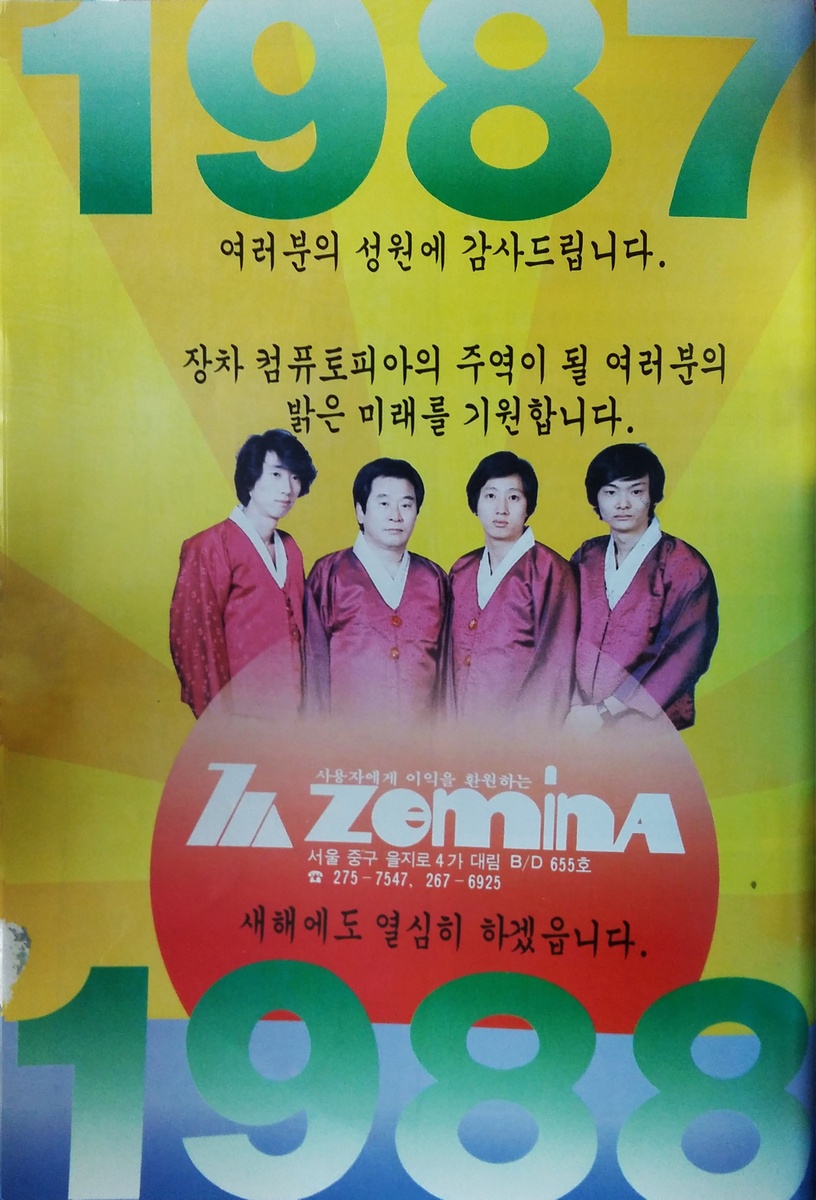 1987
여러분의 성원에 감사드립니다.
장차 컴퓨토피아의 주역이 될 여러분의
밝은 미래를 기원합니다.
사용자에게 이익을 환원하는
ZeminA
서울 중구 을지로 4가 대림 B/D 655호
☎ 275-7547, 267-6925
새해에도 열심히 하겠읍니다.
1988